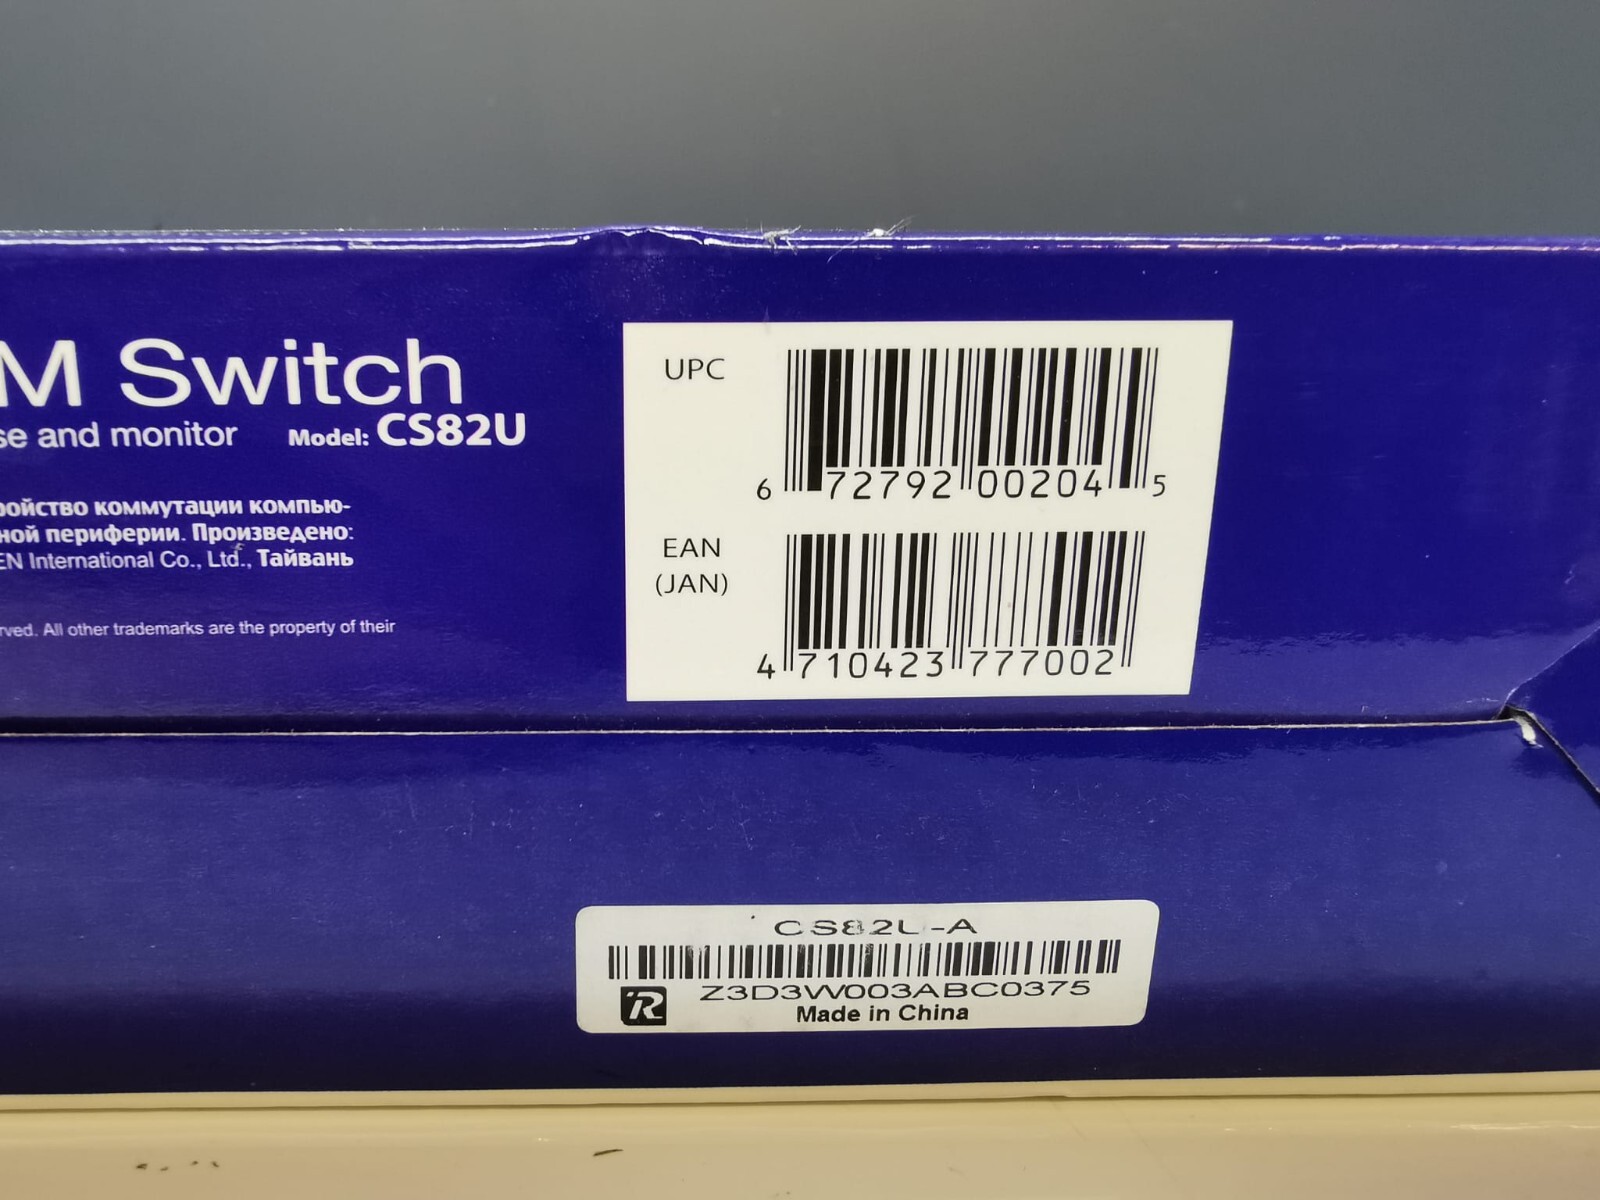 M Switch
se and monitor Model: CS82U
ройство коммутации компью-
ной периферии. Произведено:
EN International Co., Ltd., Тайвань
rved. All other trademarks are the property of their
UPC
6 72792 00204 5
EAN
(JAN)
4 710423 777002
CS82U-A
Z3D3W003ABC0375
R
Made in China